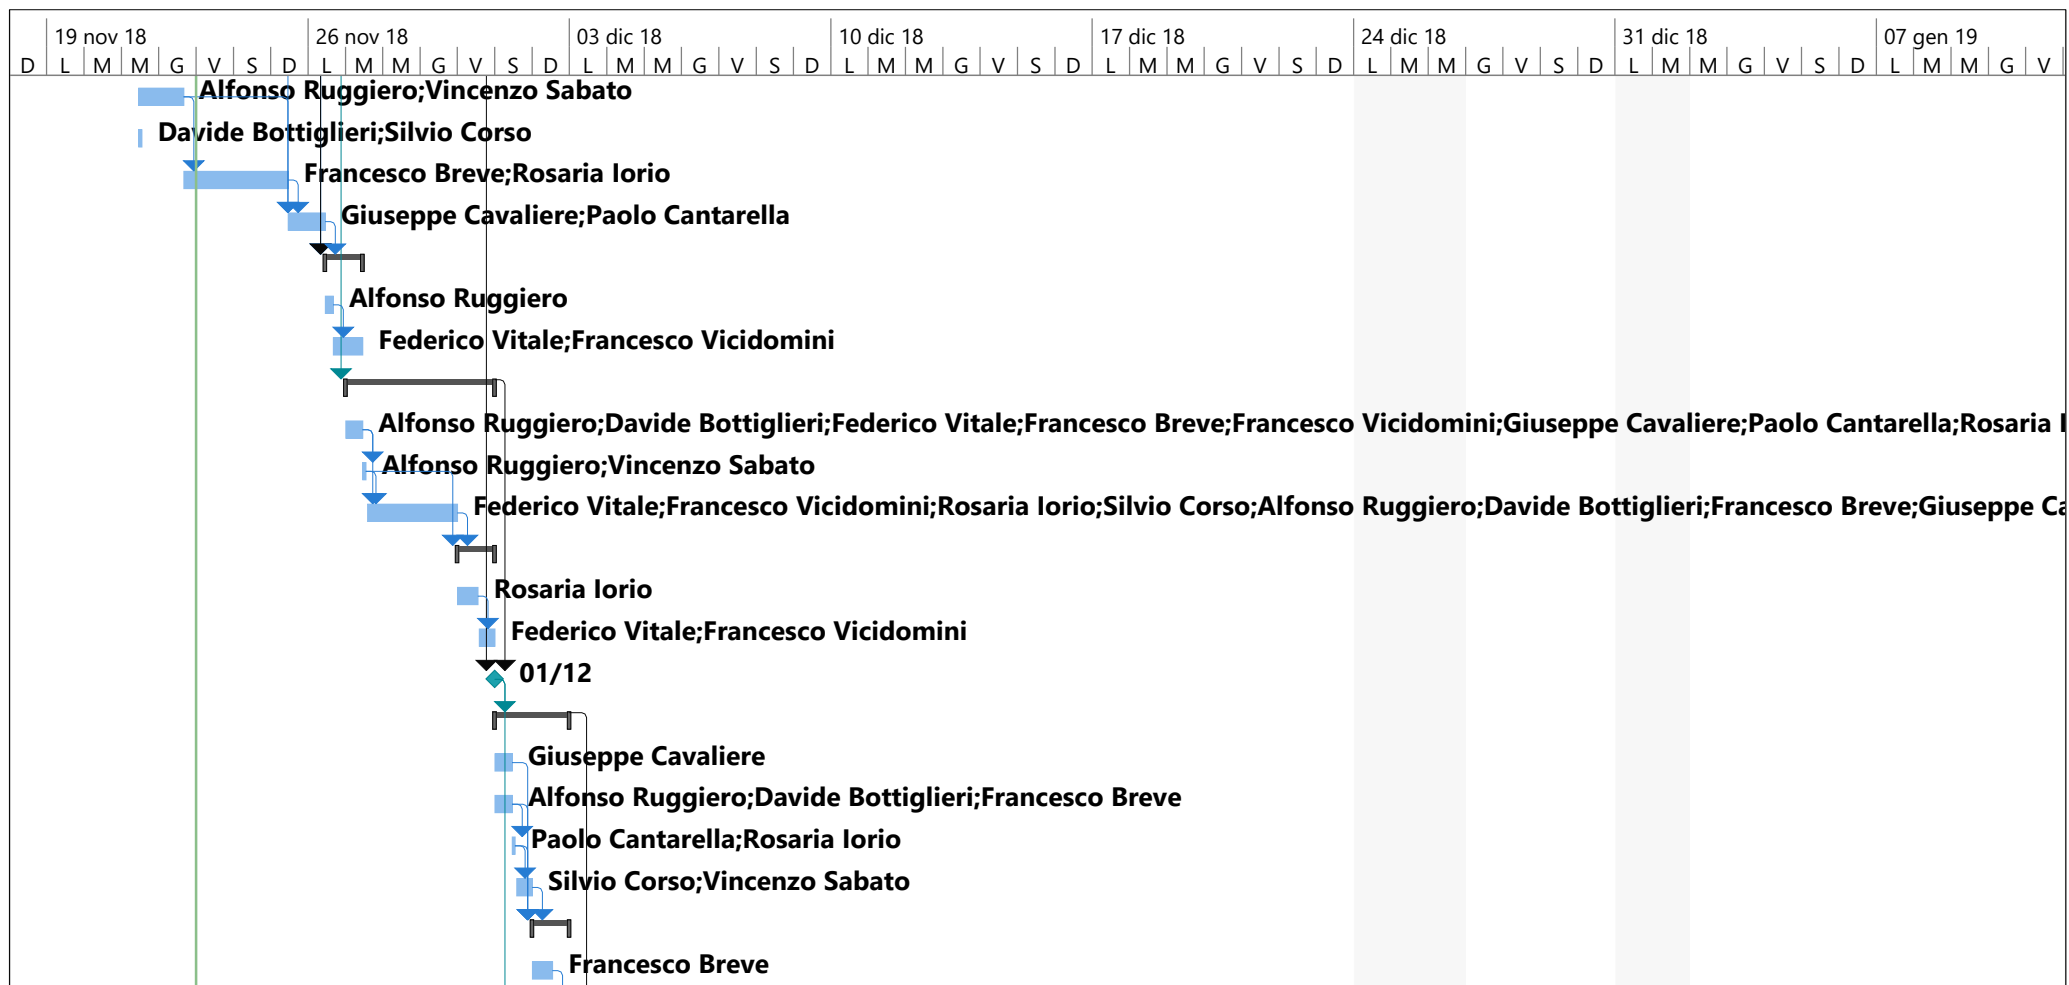 19 nov 18 26 nov 18 03 dic 18 10 dic 18 17 dic 18 24 dic 18 31 dic 18 07 gen 19
D L M M G V S D L M M G V S D L M M G V S D L M M G V S D L M M G V S D L M M G V S D L M M G V S D L M M G V
Alfonso Ruggiero;Vincenzo Sabato
Davide Bottiglieri;Silvio Corso
Francesco Breve;Rosaria Iorio
Giuseppe Cavaliere;Paolo Cantarella
Alfonso Ruggiero
Federico Vitale;Francesco Vicidomini
Alfonso Ruggiero;Davide Bottiglieri;Federico Vitale;Francesco Breve;Francesco Vicidomini;Giuseppe Cavaliere;Paolo Cantarella;Rosaria I
Alfonso Ruggiero;Vincenzo Sabato
Federico Vitale;Francesco Vicidomini;Rosaria Iorio;Silvio Corso;Alfonso Ruggiero;Davide Bottiglieri;Francesco Breve;Giuseppe Ca
Rosaria Iorio
Federico Vitale;Francesco Vicidomini
01/12
Giuseppe Cavaliere
Alfonso Ruggiero;Davide Bottiglieri;Francesco Breve
Paolo Cantarella;Rosaria Iorio
Silvio Corso;Vincenzo Sabato
Francesco Breve